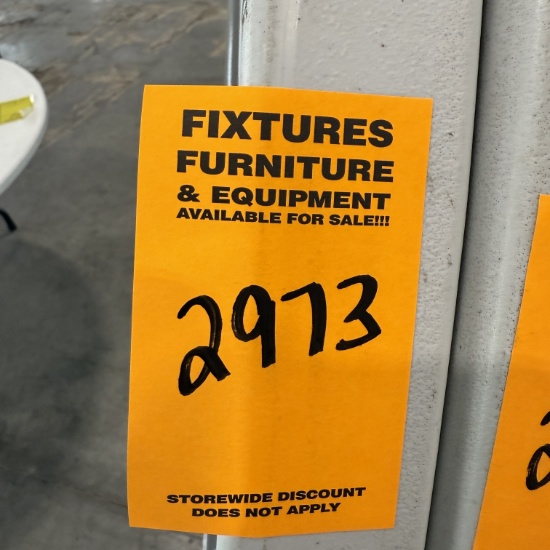 FIXTURES
FURNITURE
& EQUIPMENT
AVAILABLE FOR SALE!!!
2973
STOREWIDE DISCOUNT
DOES NOT APPLY